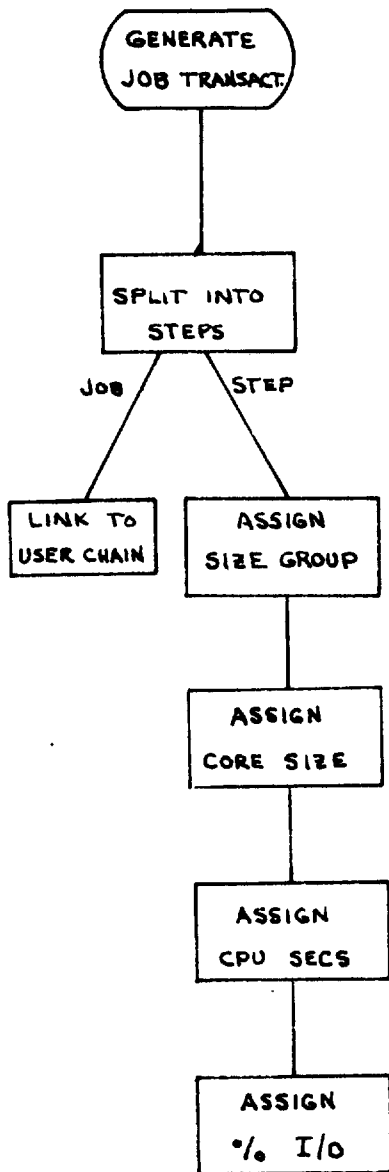 GENERATE
JOB TRANSACT.
SPLIT INTO
STEPS
JOB
STEP
LINK TO
USER CHAIN
ASSIGN
SIZE GROUP
ASSIGN
CORE SIZE
ASSIGN
CPU SECS
ASSIGN
% I/O